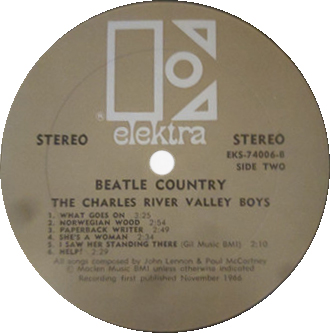 ®
elektra
STEREO STEREO
EKS-74006-B
SIDE TWO
BEATLE COUNTRY
THE CHARLES RIVER VALLEY BOYS
1. WHAT GOES ON 2:25
2. NORWEGIAN WOOD 2:54
3. PAPERBACK WRITER 2:49
4. SHE'S A WOMAN 2:34
5. I SAW HER STANDING THERE (Gil Music BMI) 2:10
6. HELP! 2:29
All songs composed by John Lennon & Paul McCartney
© Maclen Music BMI unless otherwise indicated
Recording first published November 1966